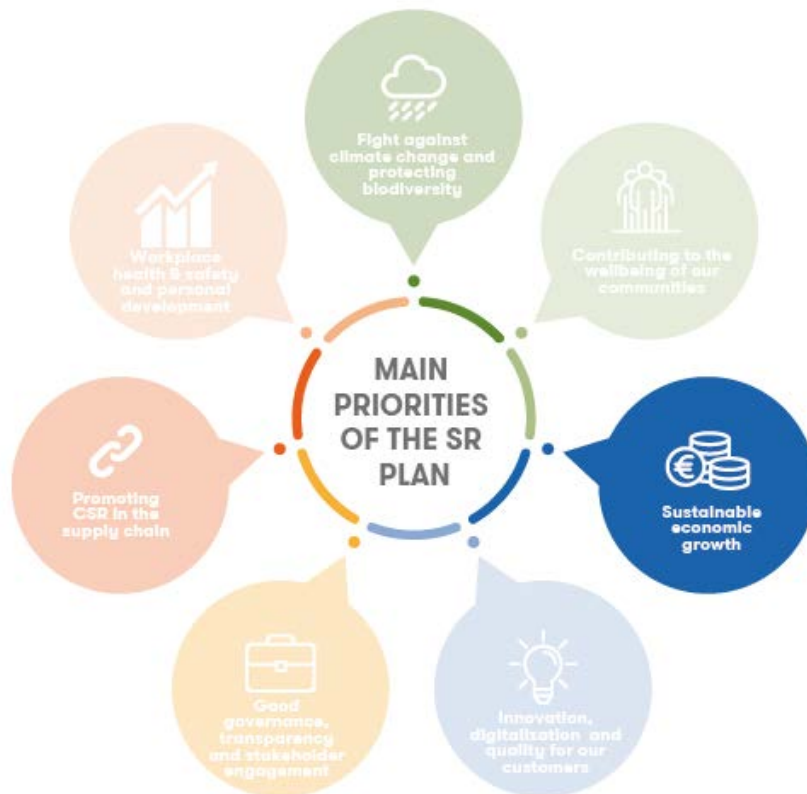 Fight against
climate change and
protecting
biodiversity
Contributing to the
wellbeing of our
communities
Sustainable
economic
growth
Innovation,
digitalization and
quality for our
customers
Good
governance,
transparency
and stakeholder
engagement
Promoting
CSR in the
supply chain
Workplace
health & safety
and personal
development
MAIN
PRIORITIES
OF THE SR
PLAN